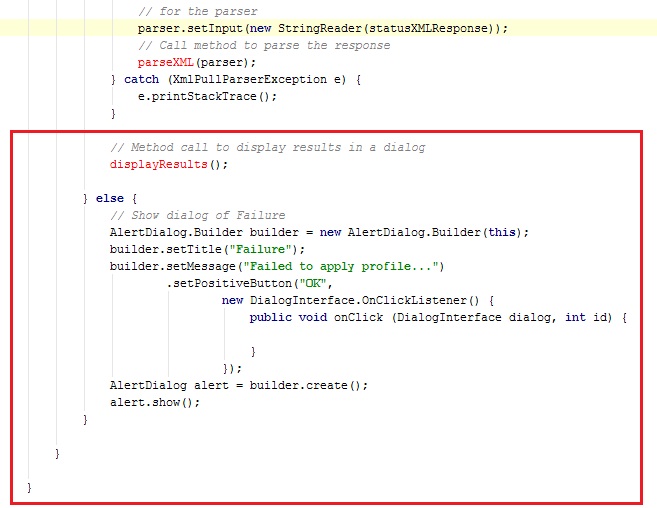 // for the parser
parser.setInput(new StringReader(statusXMLResponse));
// Call method to parse the response
parseXML(parser);
} catch (XmlPullParserException e) {
e.printStackTrace();
}
// Method call to display results in a dialog
displayResults();
} else {
// Show dialog of Failure
AlertDialog.Builder builder = new AlertDialog.Builder(this);
builder.setTitle("Failure");
builder.setMessage("Failed to apply profile...")
.setPositiveButton("OK",
new DialogInterface.OnClickListener() {
public void onClick (DialogInterface dialog, int id) {
}
});
AlertDialog alert = builder.create();
alert.show();
}
}
}